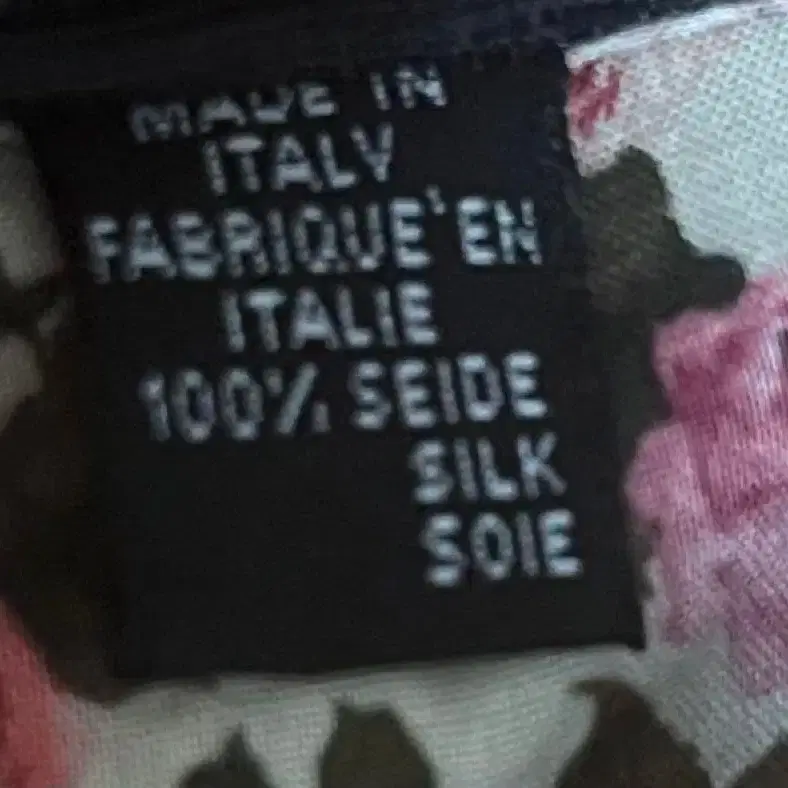 MADE IN
ITALY
FABRIQUE' EN
ITALIE
100% SEIDE
SILK
SOIE